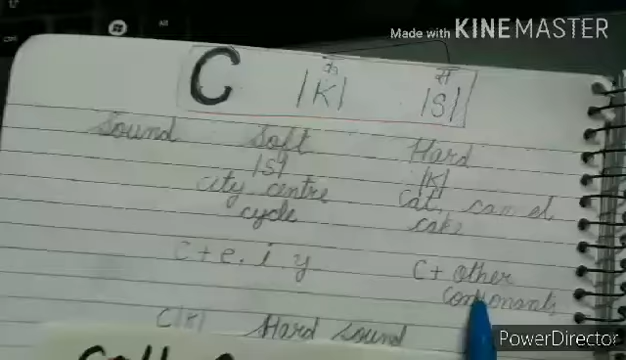 Made with KINEMASTER
C |K| |S|
Sound Soft Hard
|S| |K|
city, centre cat, camel
cycle cake
C + e, i, y C + other
consonants
C |K| Hard sound
PowerDirector